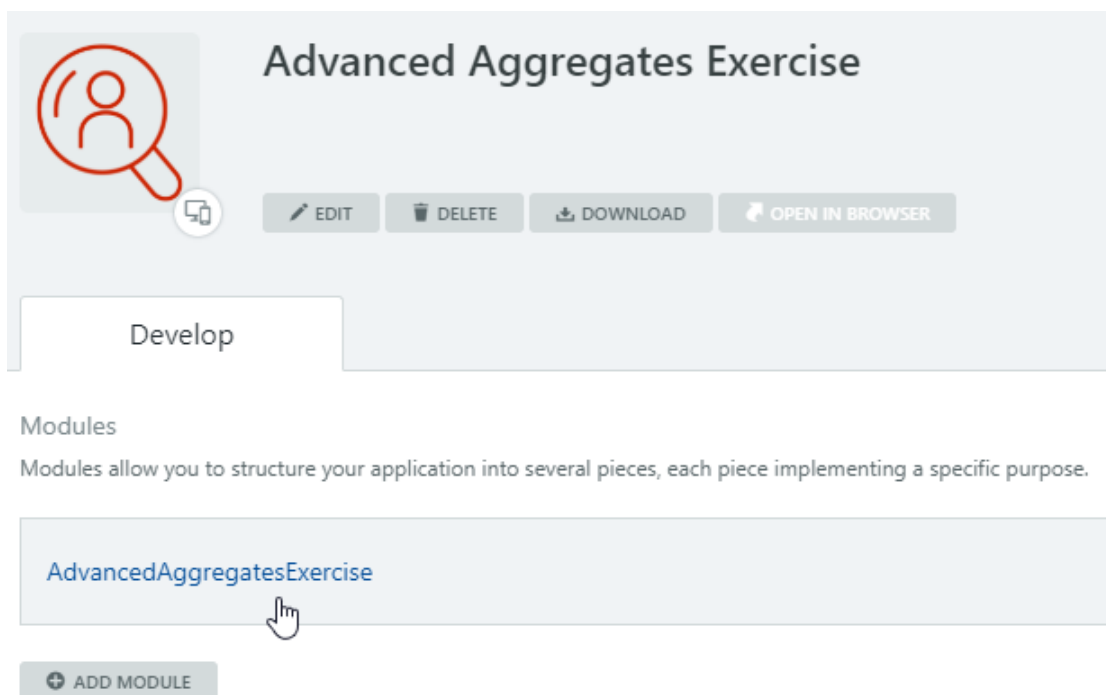 Advanced Aggregates Exercise
EDIT DELETE DOWNLOAD OPEN IN BROWSER
Develop
Modules
Modules allow you to structure your application into several pieces, each piece implementing a specific purpose.
AdvancedAggregatesExercise
ADD MODULE